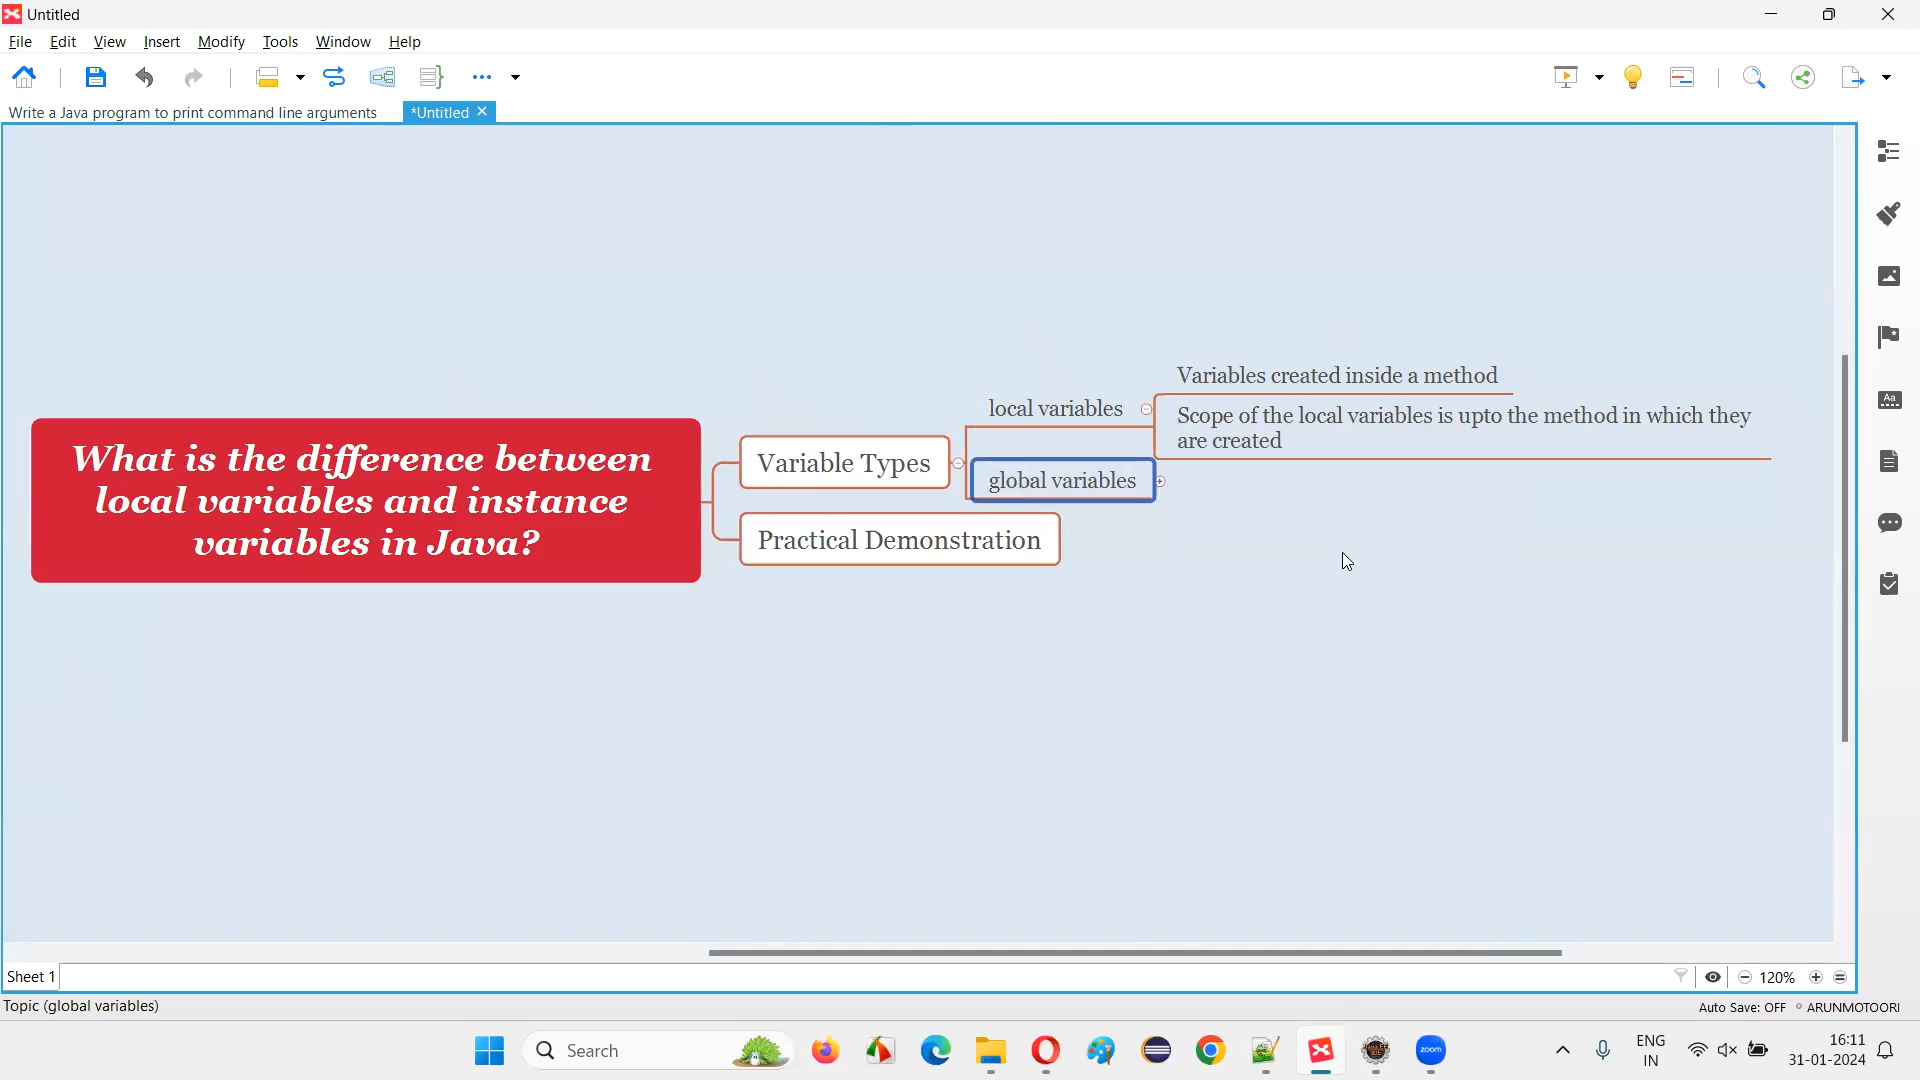 Untitled
File Edit View Insert Modify Tools Window Help
Write a Java program to print command line arguments
*Untitled
What is the difference between
local variables and instance
variables in Java?
Variable Types
local variables
Variables created inside a method
Scope of the local variables is upto the method in which they
are created
global variables
Practical Demonstration
Aa
Sheet 1
120%
Topic (global variables)
Auto Save: OFF
ARUNMOTOORI
Search
zoom
ENG
IN
16:11
31-01-2024